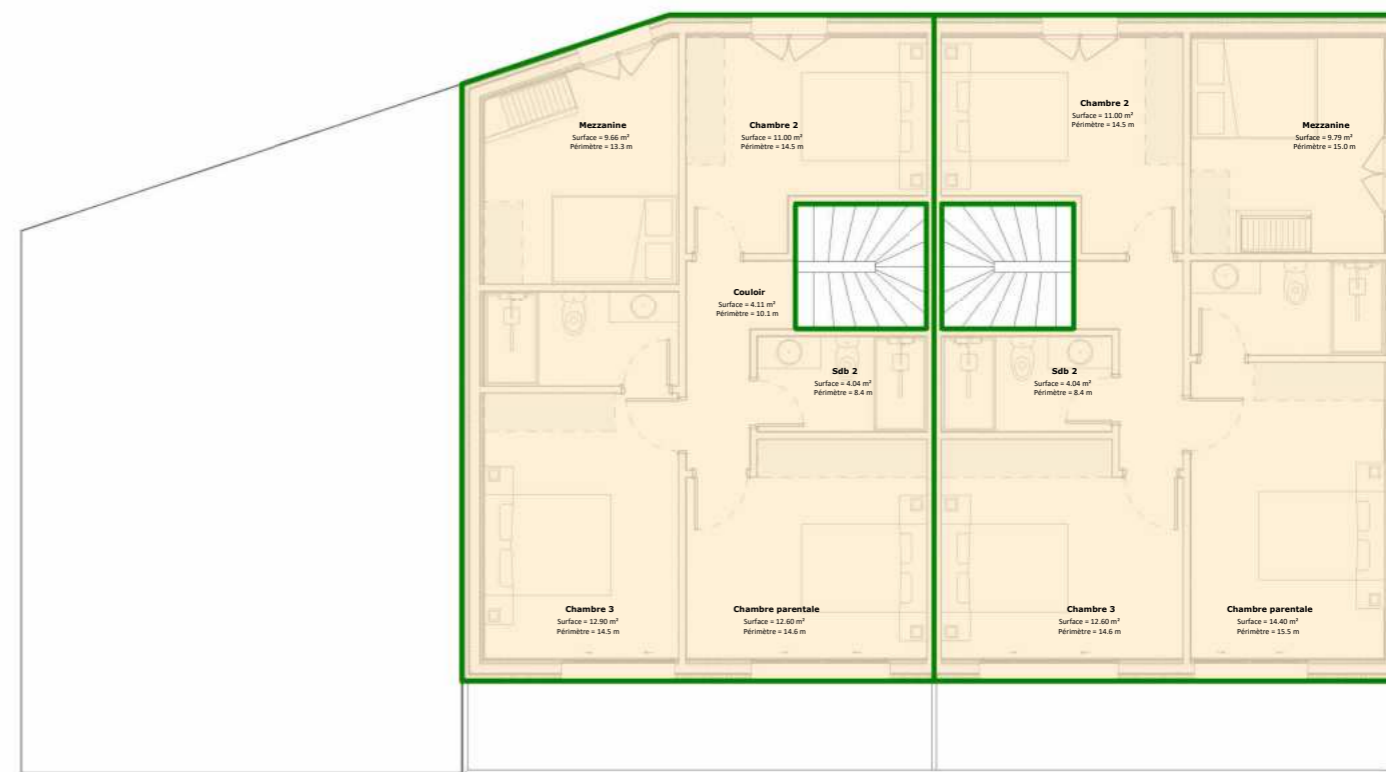 Chambre 2
Surface = 11.00 m²
Périmètre = 14.5 m
Mezzanine
Surface = 9.66 m²
Périmètre = 13.3 m
Chambre 2
Surface = 11.00 m²
Périmètre = 14.5 m
Mezzanine
Surface = 9.79 m²
Périmètre = 15.0 m
Couloir
Surface = 4.11 m²
Périmètre = 10.1 m
Sdb 2
Surface = 4.04 m²
Périmètre = 8.4 m
Sdb 2
Surface = 4.04 m²
Périmètre = 8.4 m
Chambre 3
Surface = 12.90 m²
Périmètre = 14.5 m
Chambre parentale
Surface = 12.60 m²
Périmètre = 14.6 m
Chambre 3
Surface = 12.60 m²
Périmètre = 14.6 m
Chambre parentale
Surface = 14.40 m²
Périmètre = 15.5 m